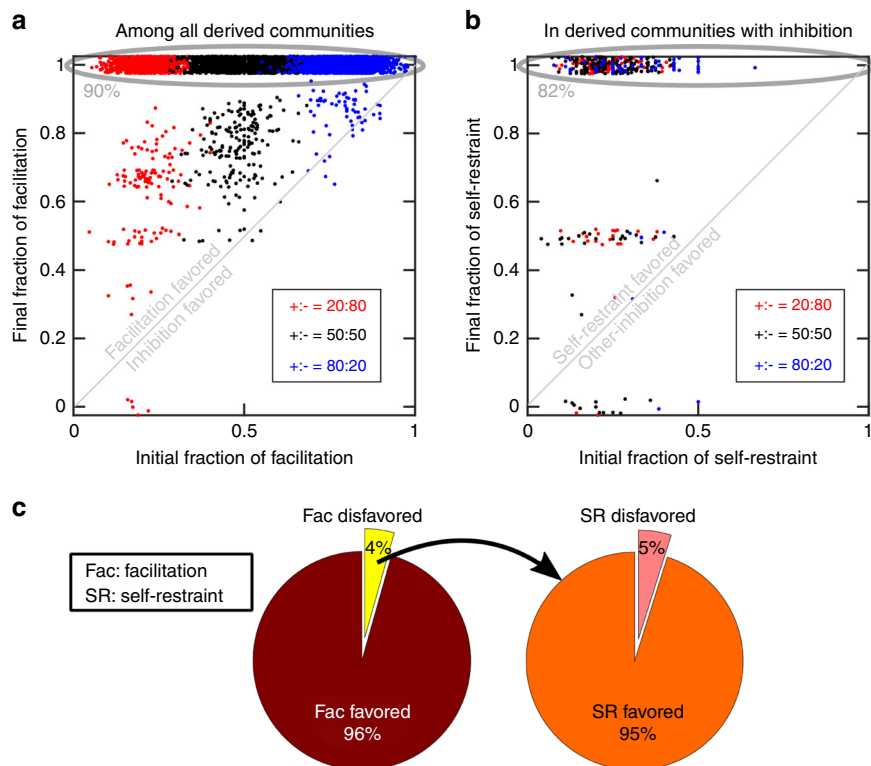 a
Among all derived communities
Final fraction of facilitation
1
0.8
0.6
0.4
0.2
0
90%
Facilitation favored
Inhibition favored
+:- = 20:80
+:- = 50:50
+:- = 80:20
0
0.5
1
Initial fraction of facilitation
b
In derived communities with inhibition
Final fraction of self-restraint
1
0.8
0.6
0.4
0.2
0
82%
Self-restraint favored
Other-inhibition favored
+:- = 20:80
+:- = 50:50
+:- = 80:20
0
0.5
1
Initial fraction of self-restraint
c
Fac: facilitation
SR: self-restraint
Fac disfavored
4%
Fac favored
96%
SR disfavored
5%
SR favored
95%